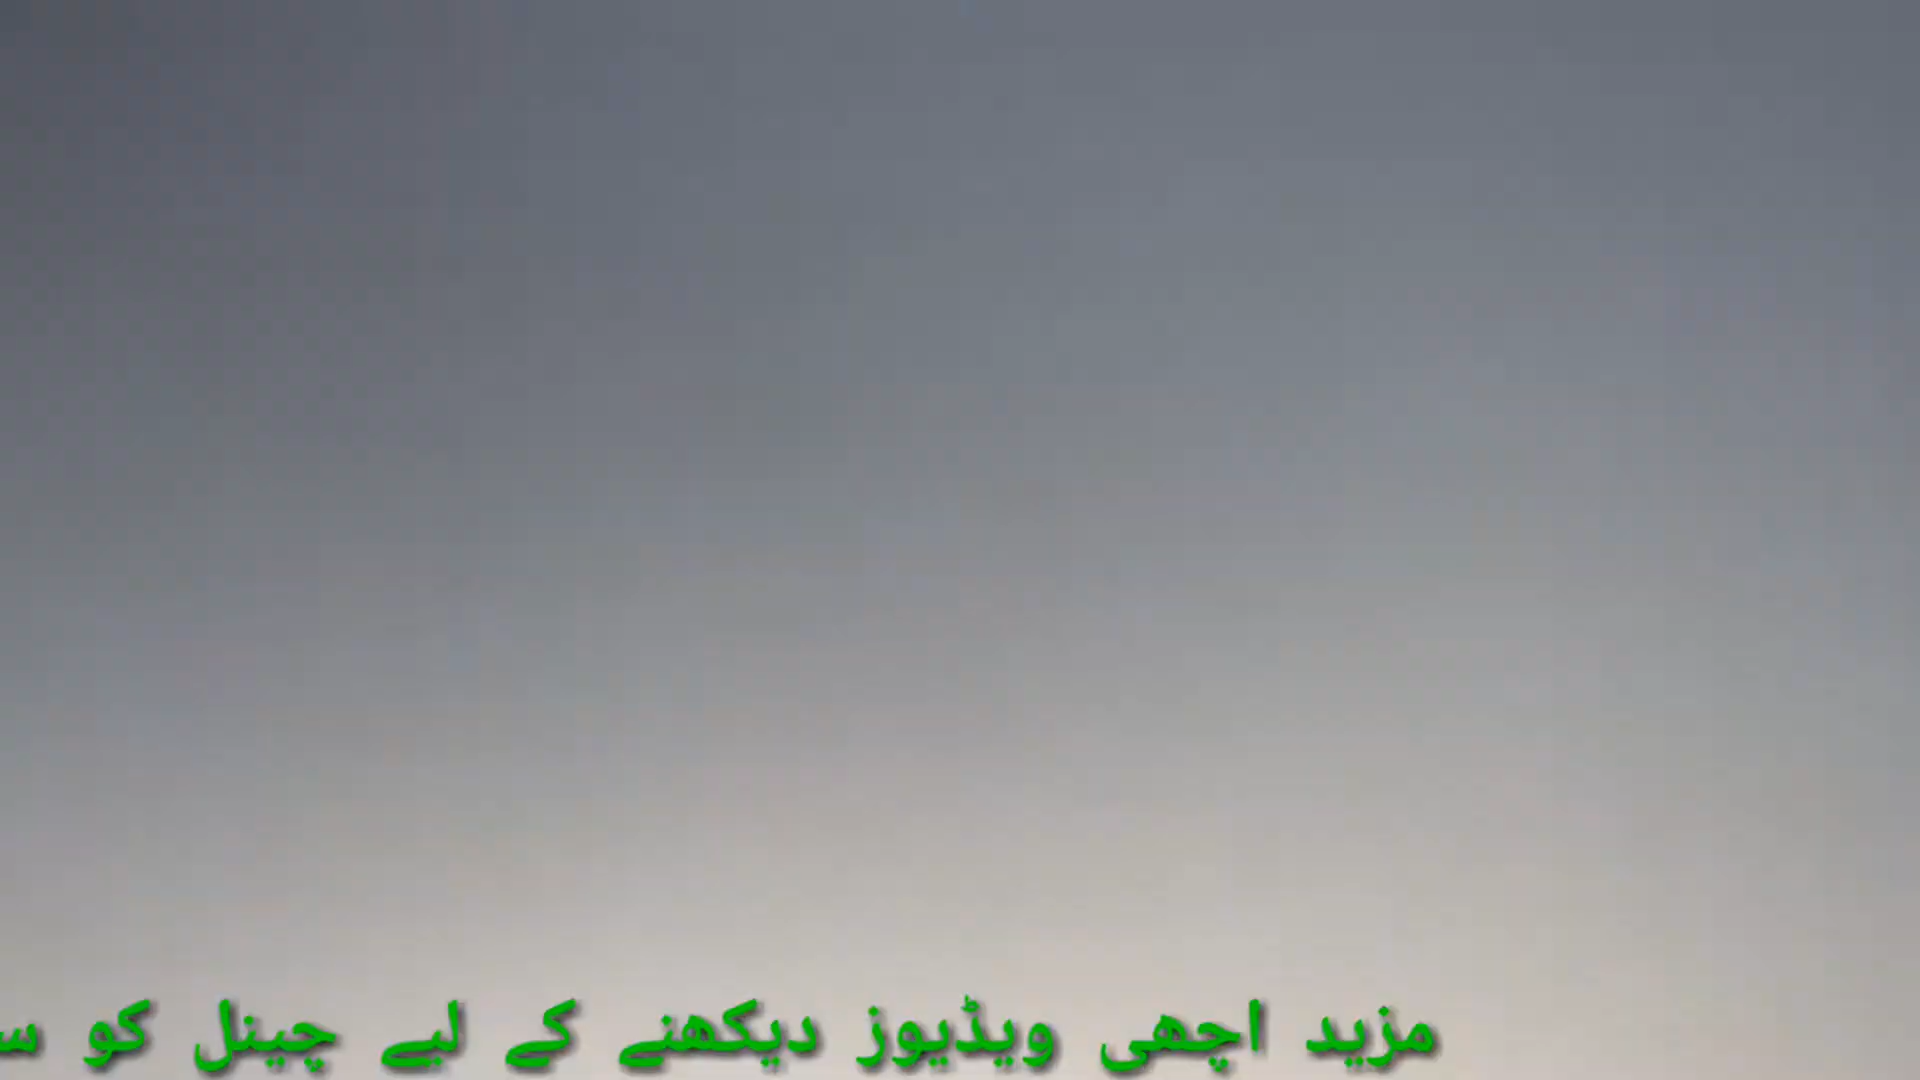 مزید اچھی ویڈیوز دیکھنے کے لیے چینل کو